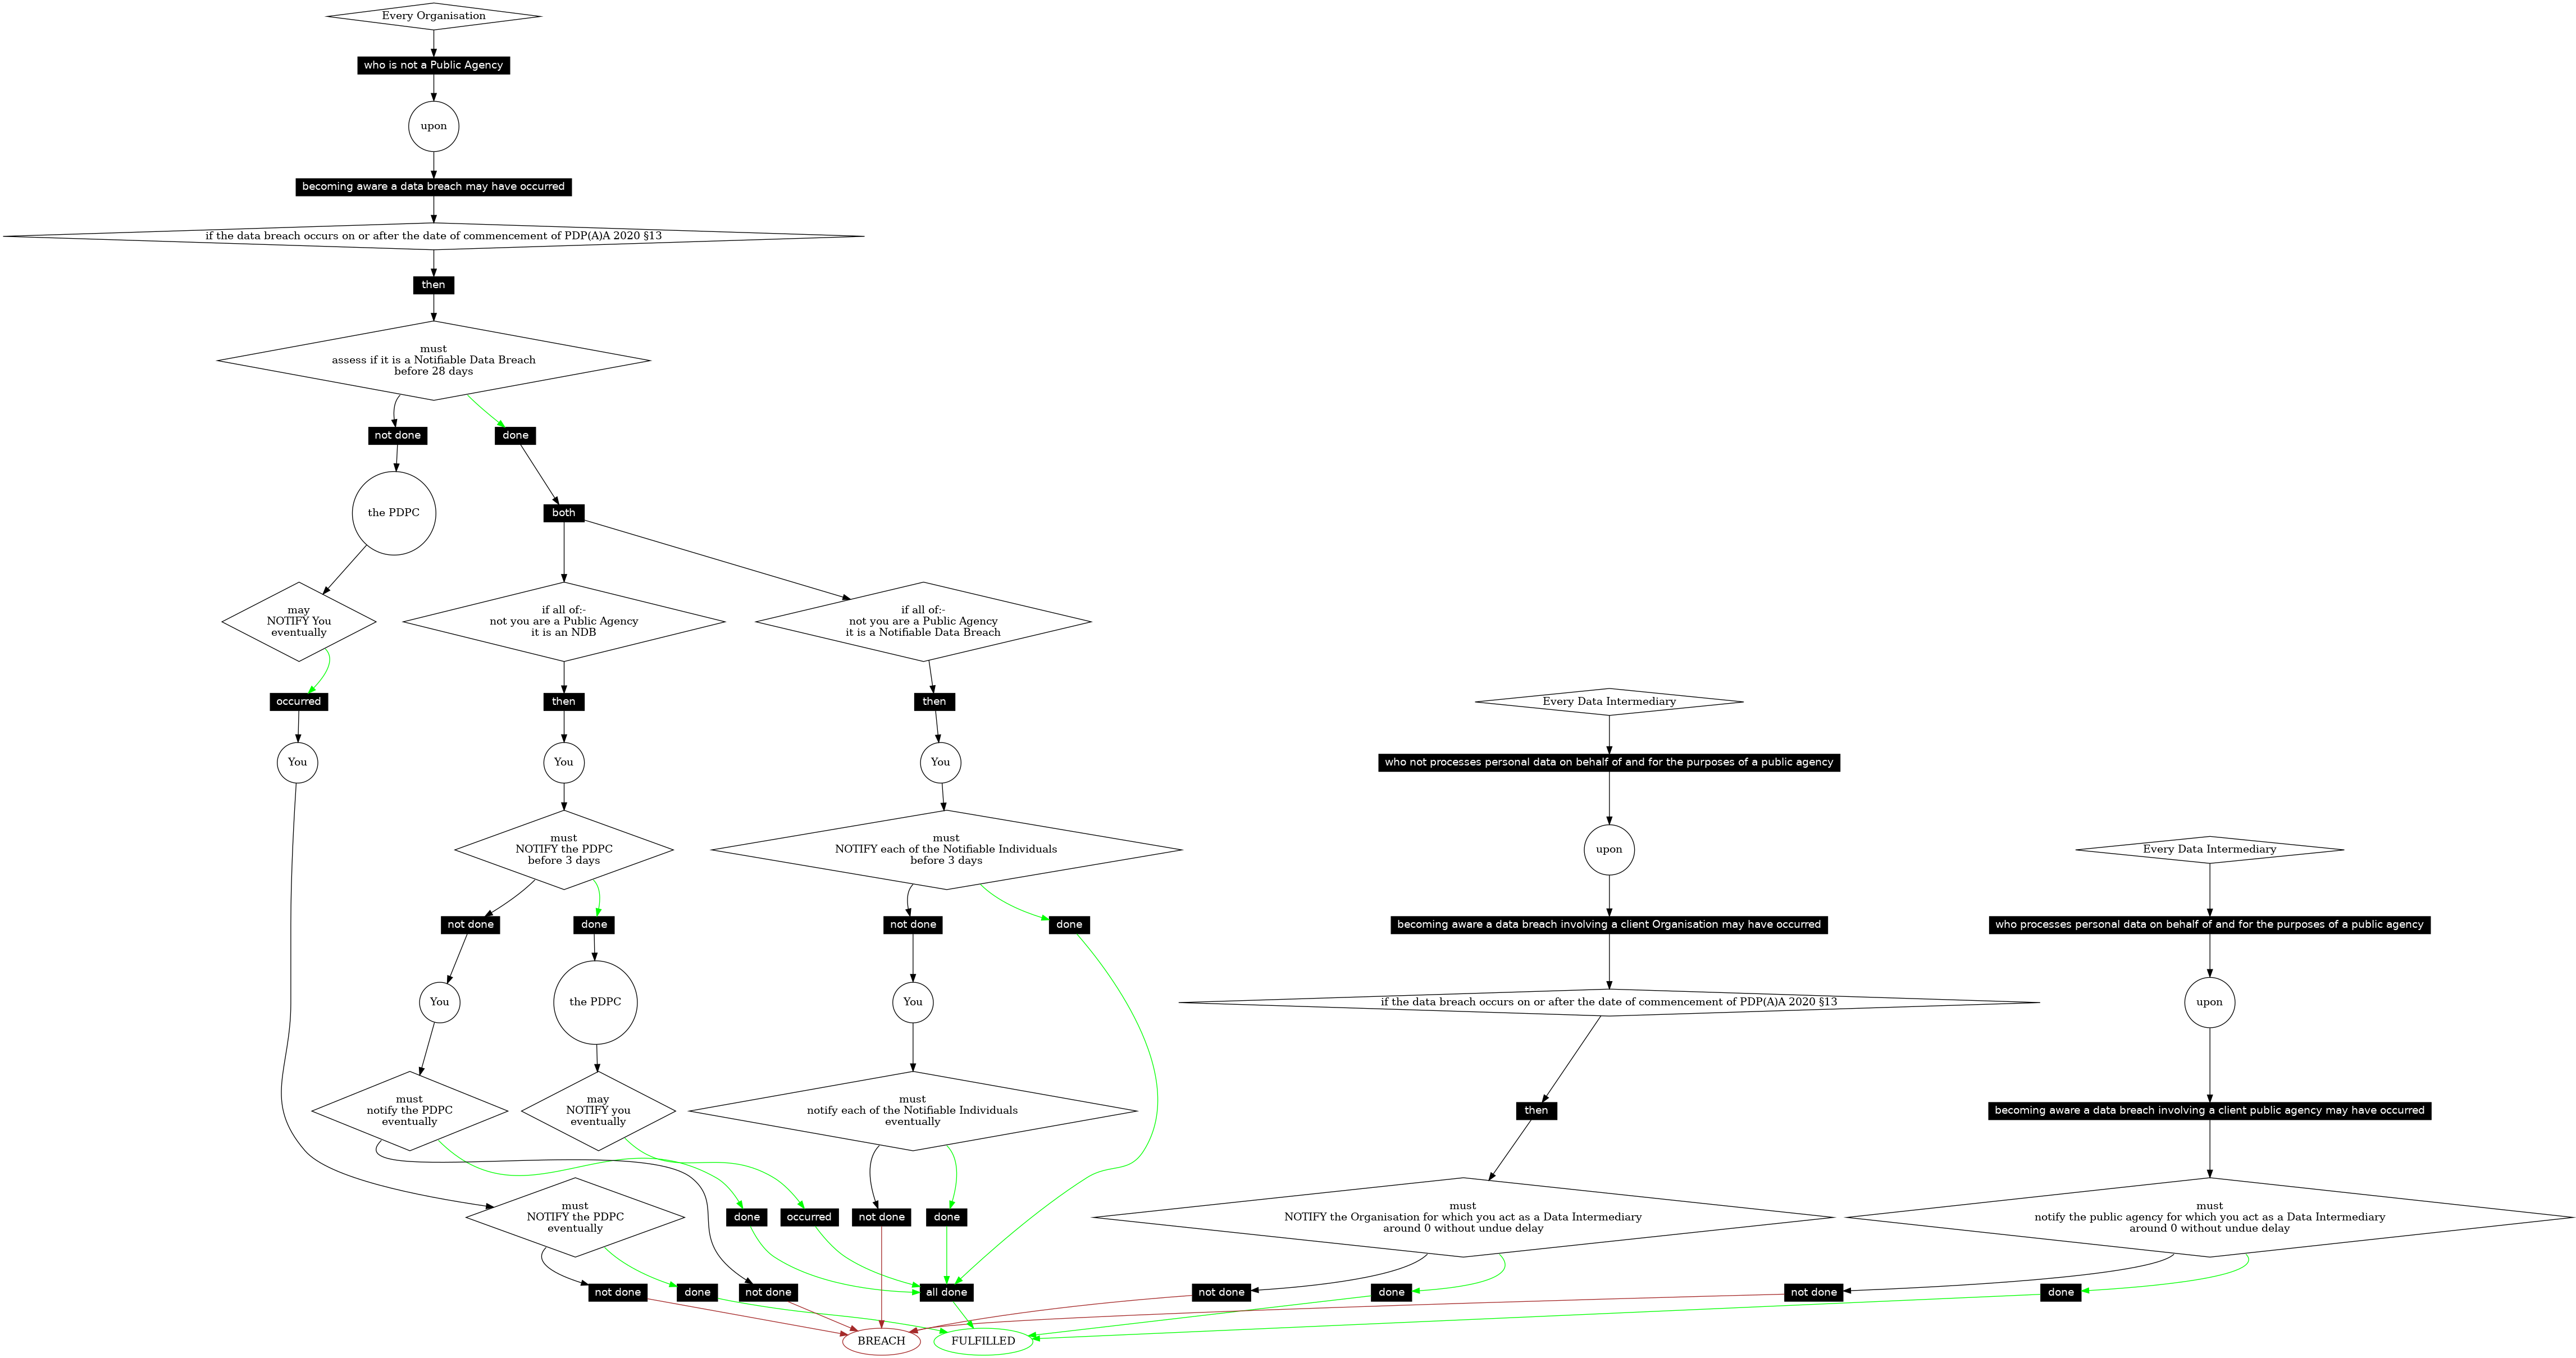 Every Organisation
who is not a Public Agency
upon
becoming aware a data breach may have occurred
if the data breach occurs on or after the date of commencement of PDP(A)A 2020 §13
then
must
assess if it is a Notifiable Data Breach
before 28 days
not done
done
the PDPC
both
may
NOTIFY You
eventually
if all of:-
not you are a Public Agency
it is an NDB
if all of:-
not you are a Public Agency
it is a Notifiable Data Breach
occurred
then
then
Every Data Intermediary
You
You
You
who not processes personal data on behalf of and for the purposes of a public agency
must
NOTIFY the PDPC
before 3 days
must
NOTIFY each of the Notifiable Individuals
before 3 days
upon
Every Data Intermediary
not done
done
not done
done
becoming aware a data breach involving a client Organisation may have occurred
who processes personal data on behalf of and for the purposes of a public agency
You
the PDPC
You
if the data breach occurs on or after the date of commencement of PDP(A)A 2020 §13
upon
must
notify the PDPC
eventually
may
NOTIFY you
eventually
must
notify each of the Notifiable Individuals
eventually
then
becoming aware a data breach involving a client public agency may have occurred
must
NOTIFY the PDPC
eventually
done
occurred
not done
done
must
NOTIFY the Organisation for which you act as a Data Intermediary
around 0 without undue delay
must
notify the public agency for which you act as a Data Intermediary
around 0 without undue delay
not done
done
not done
all done
not done
done
not done
done
BREACH
FULFILLED